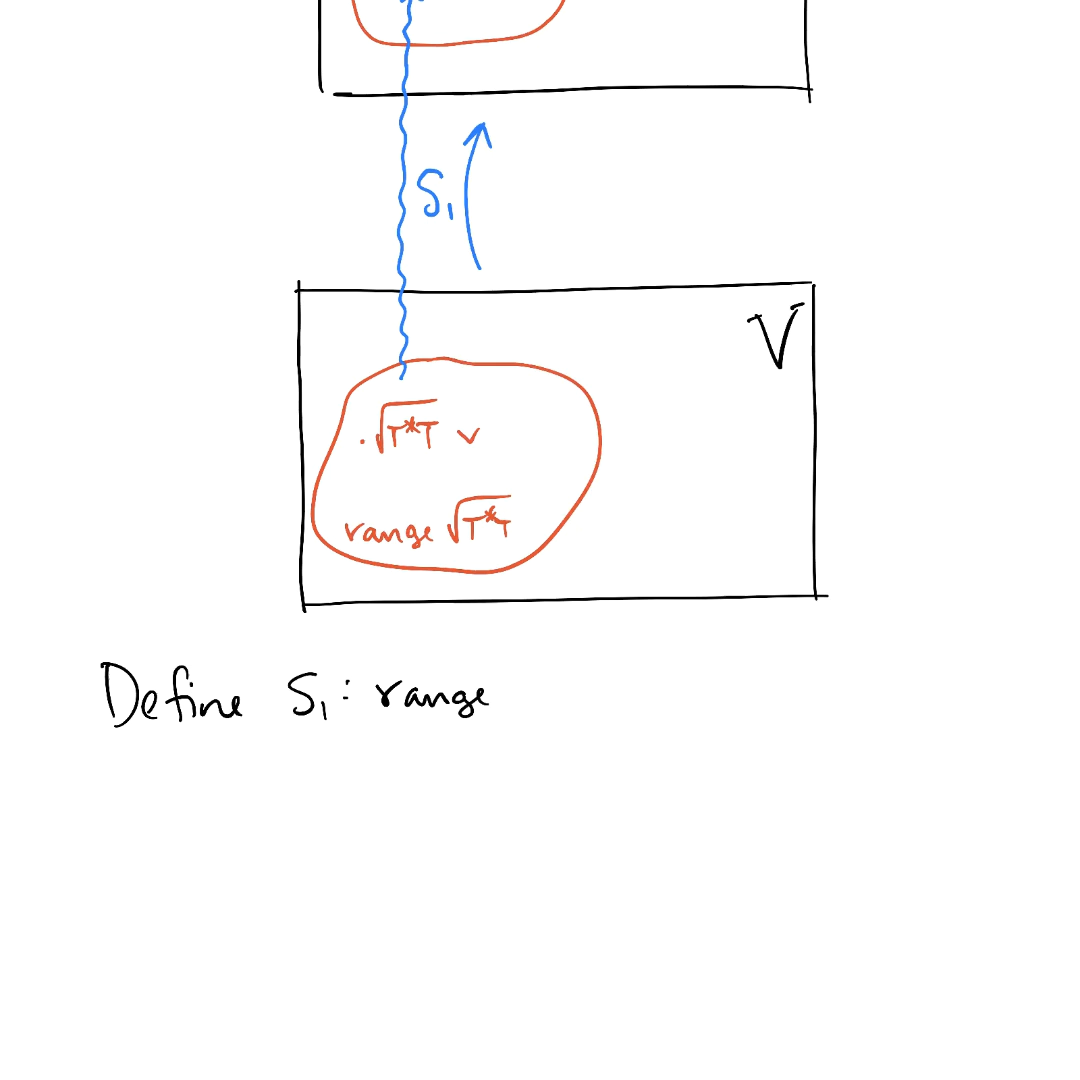 S₁
V
. √T*T v
range √T*T
Define S₁ : range